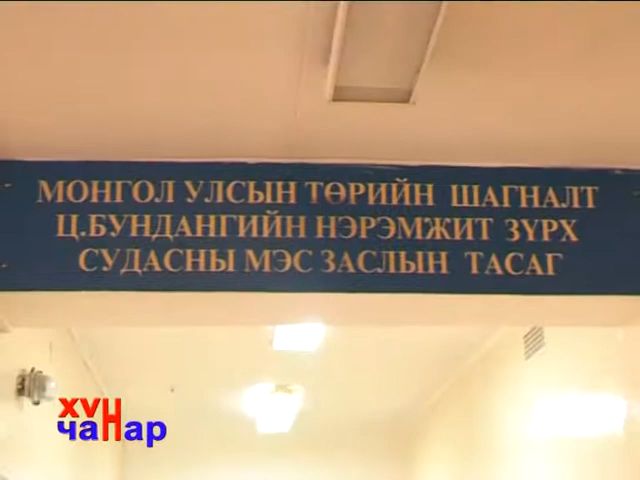 МОНГОЛ УЛСЫН ТӨРИЙН ШАГНАЛТ
Ц.БУНДАНГИЙН НЭРЭМЖИТ ЗҮРХ
СУДАСНЫ МЭС ЗАСЛЫН ТАСАГ
хүн
чанар